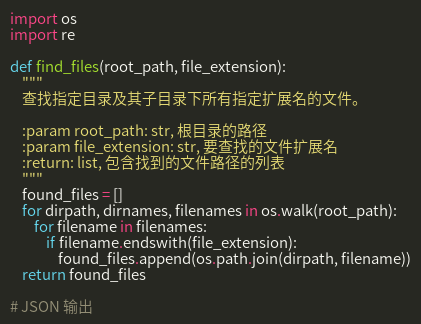 import os
import re

def find_files(root_path, file_extension):
    """
    查找指定目录及其子目录下所有指定扩展名的文件。

    :param root_path: str, 根目录的路径
    :param file_extension: str, 要查找的文件扩展名
    :return: list, 包含找到的文件路径的列表
    """
    found_files = []
    for dirpath, dirnames, filenames in os.walk(root_path):
        for filename in filenames:
            if filename.endswith(file_extension):
                found_files.append(os.path.join(dirpath, filename))
    return found_files

# JSON 输出